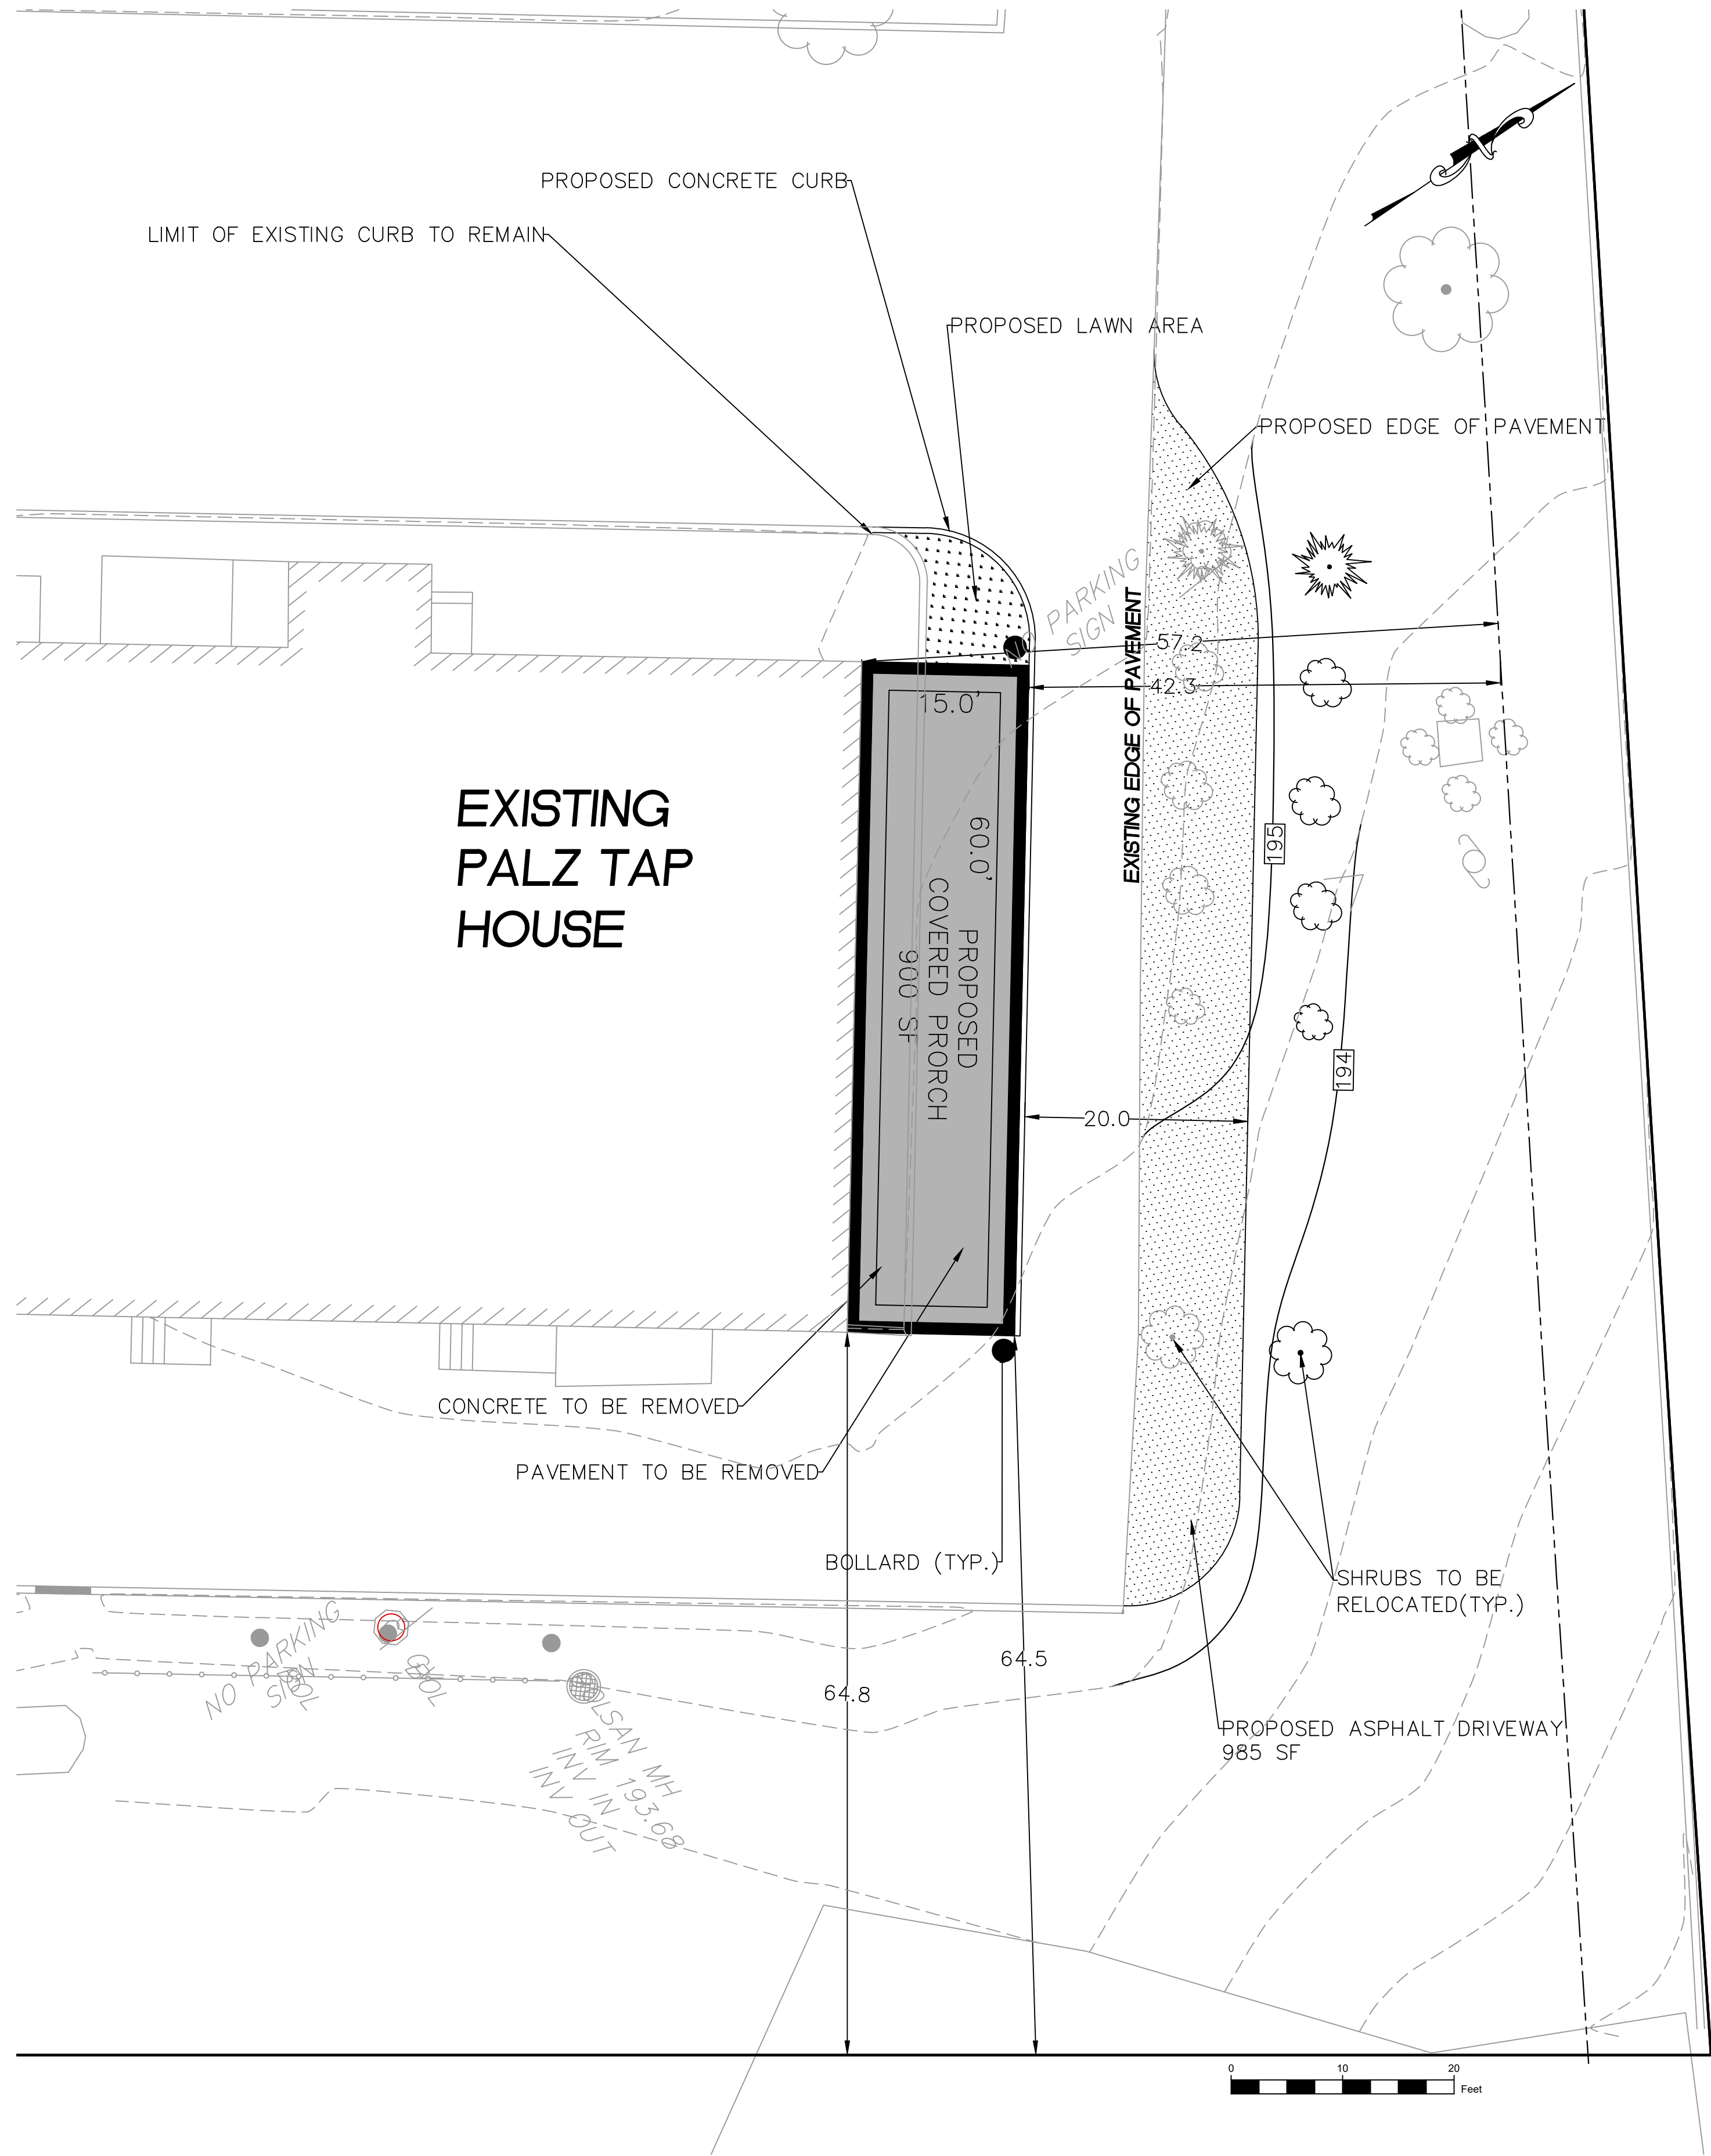 PROPOSED CONCRETE CURB
LIMIT OF EXISTING CURB TO REMAIN
PROPOSED LAWN AREA
PROPOSED EDGE OF PAVEMENT
NO PARKING
SIGN
EXISTING EDGE OF PAVEMENT
57.2
42.3
15.0'
60.0'
PROPOSED
COVERED PRORCH
900 SF
EXISTING
PALZ TAP
HOUSE
195
194
20.0
CONCRETE TO BE REMOVED
PAVEMENT TO BE REMOVED
BOLLARD (TYP.)
SHRUBS TO BE
RELOCATED(TYP.)
NO PARKING
SIGN
64.5
64.8
PROPOSED ASPHALT DRIVEWAY
985 SF
MH
RIM 193.68
INV IN
INV OUT
0 10 20
Feet